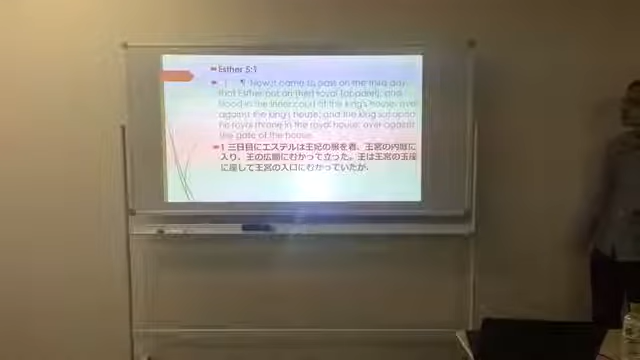 Esther 5:1
1 ¶ Now it came to pass on the third day,
that Esther put on [her] royal [apparel], and
stood in the inner court of the king's house, over
against the king's house: and the king sat upon
his royal throne in the royal house, over against
the gate of the house.
1 三日目にエステルは王妃の服を着、王宮の内庭に
入り、王の広間にむかって立った。王は王宮の玉座
に座して王宮の入口にむかっていたが、